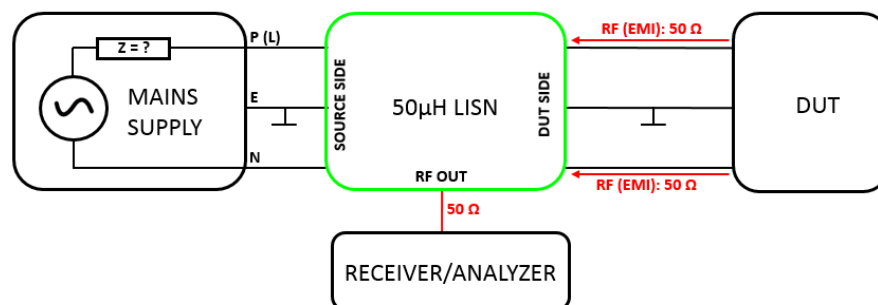 Z = ?
P (L)
MAINS
SUPPLY
E
N
SOURCE SIDE
50µH LISN
DUT SIDE
RF OUT
RF (EMI): 50 Ω
DUT
RF (EMI): 50 Ω
50 Ω
RECEIVER/ANALYZER